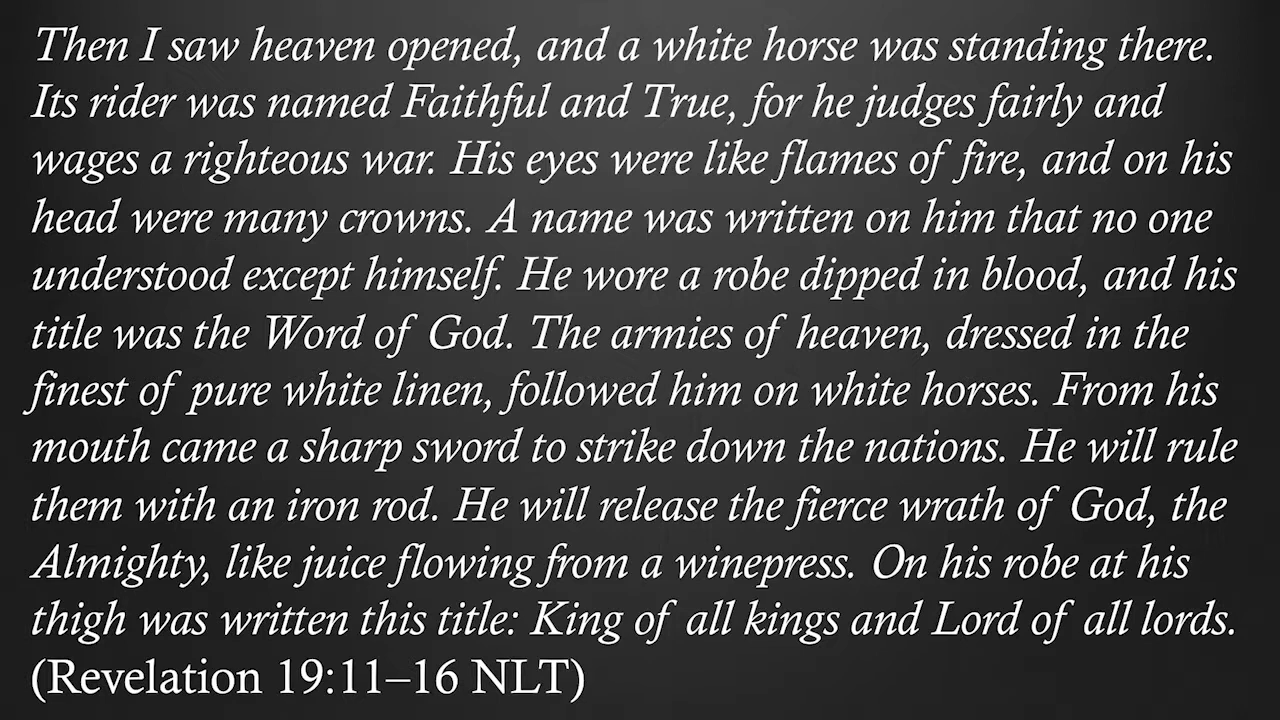 Then I saw heaven opened, and a white horse was standing there.
Its rider was named Faithful and True, for he judges fairly and
wages a righteous war. His eyes were like flames of fire, and on his
head were many crowns. A name was written on him that no one
understood except himself. He wore a robe dipped in blood, and his
title was the Word of God. The armies of heaven, dressed in the
finest of pure white linen, followed him on white horses. From his
mouth came a sharp sword to strike down the nations. He will rule
them with an iron rod. He will release the fierce wrath of God, the
Almighty, like juice flowing from a winepress. On his robe at his
thigh was written this title: King of all kings and Lord of all lords.
(Revelation 19:11–16 NLT)